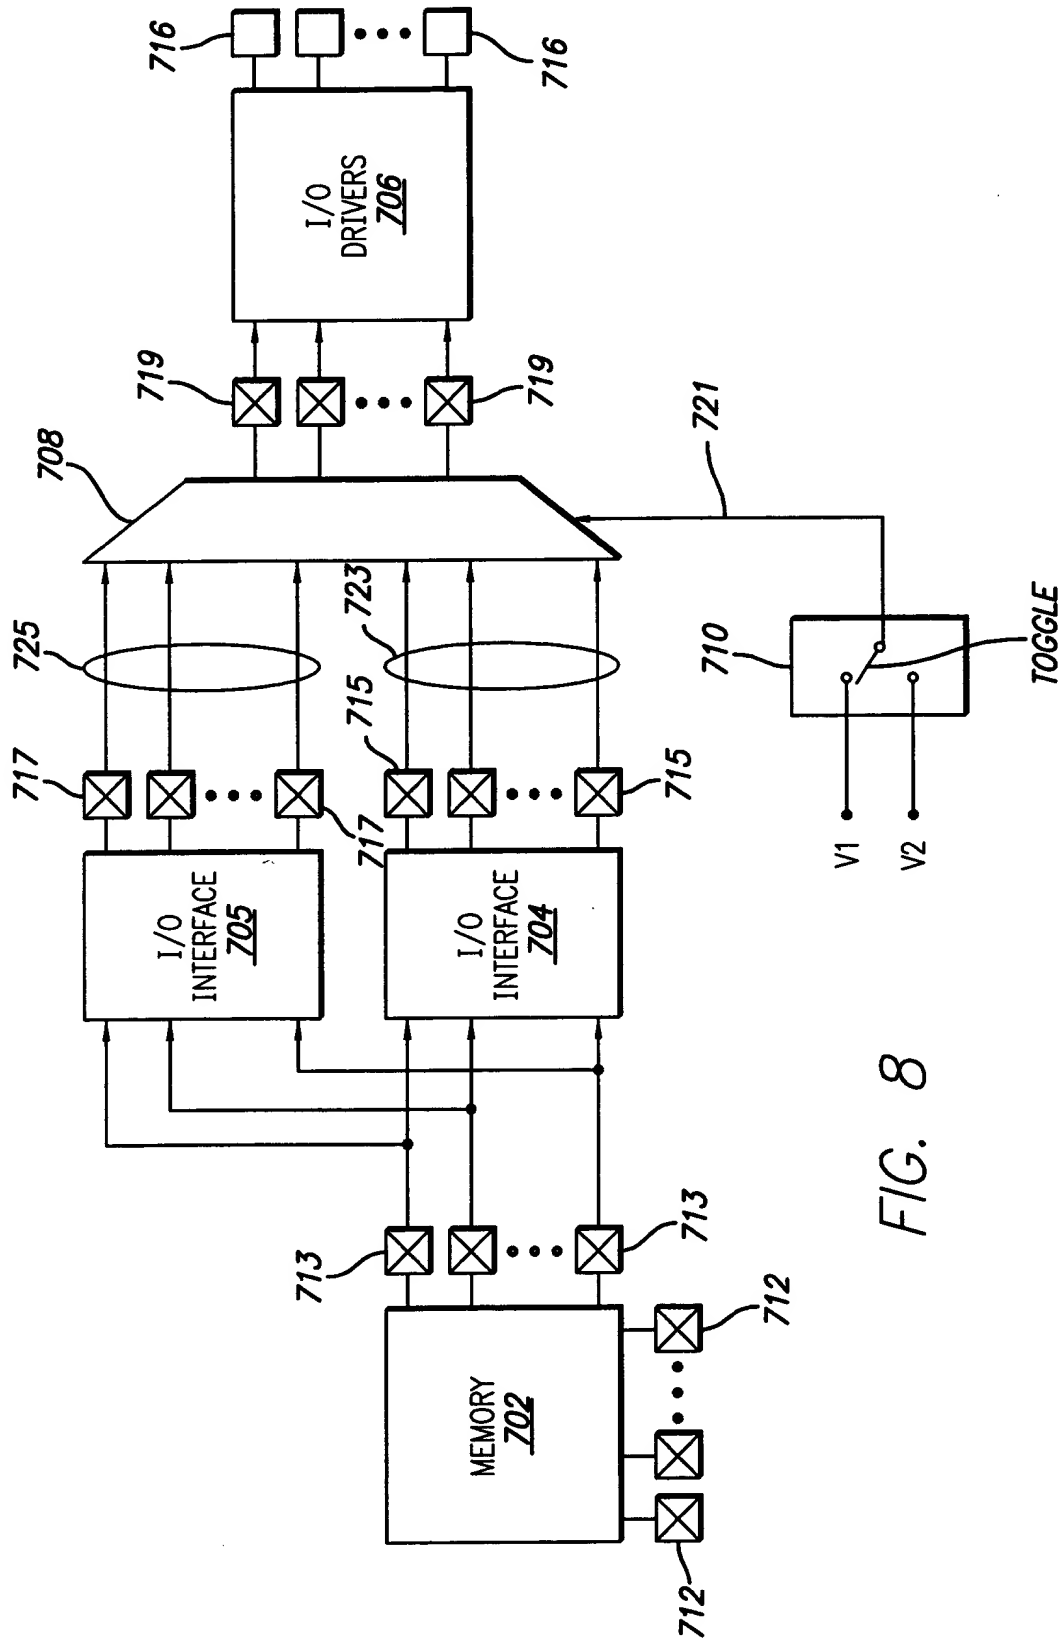 716
716
I/O
DRIVERS
706
719
719
708
721
725
723
717
717
715
715
710
TOGGLE
V1
V2
I/O
INTERFACE
705
I/O
INTERFACE
704
713
713
MEMORY
702
712
712
FIG. 8